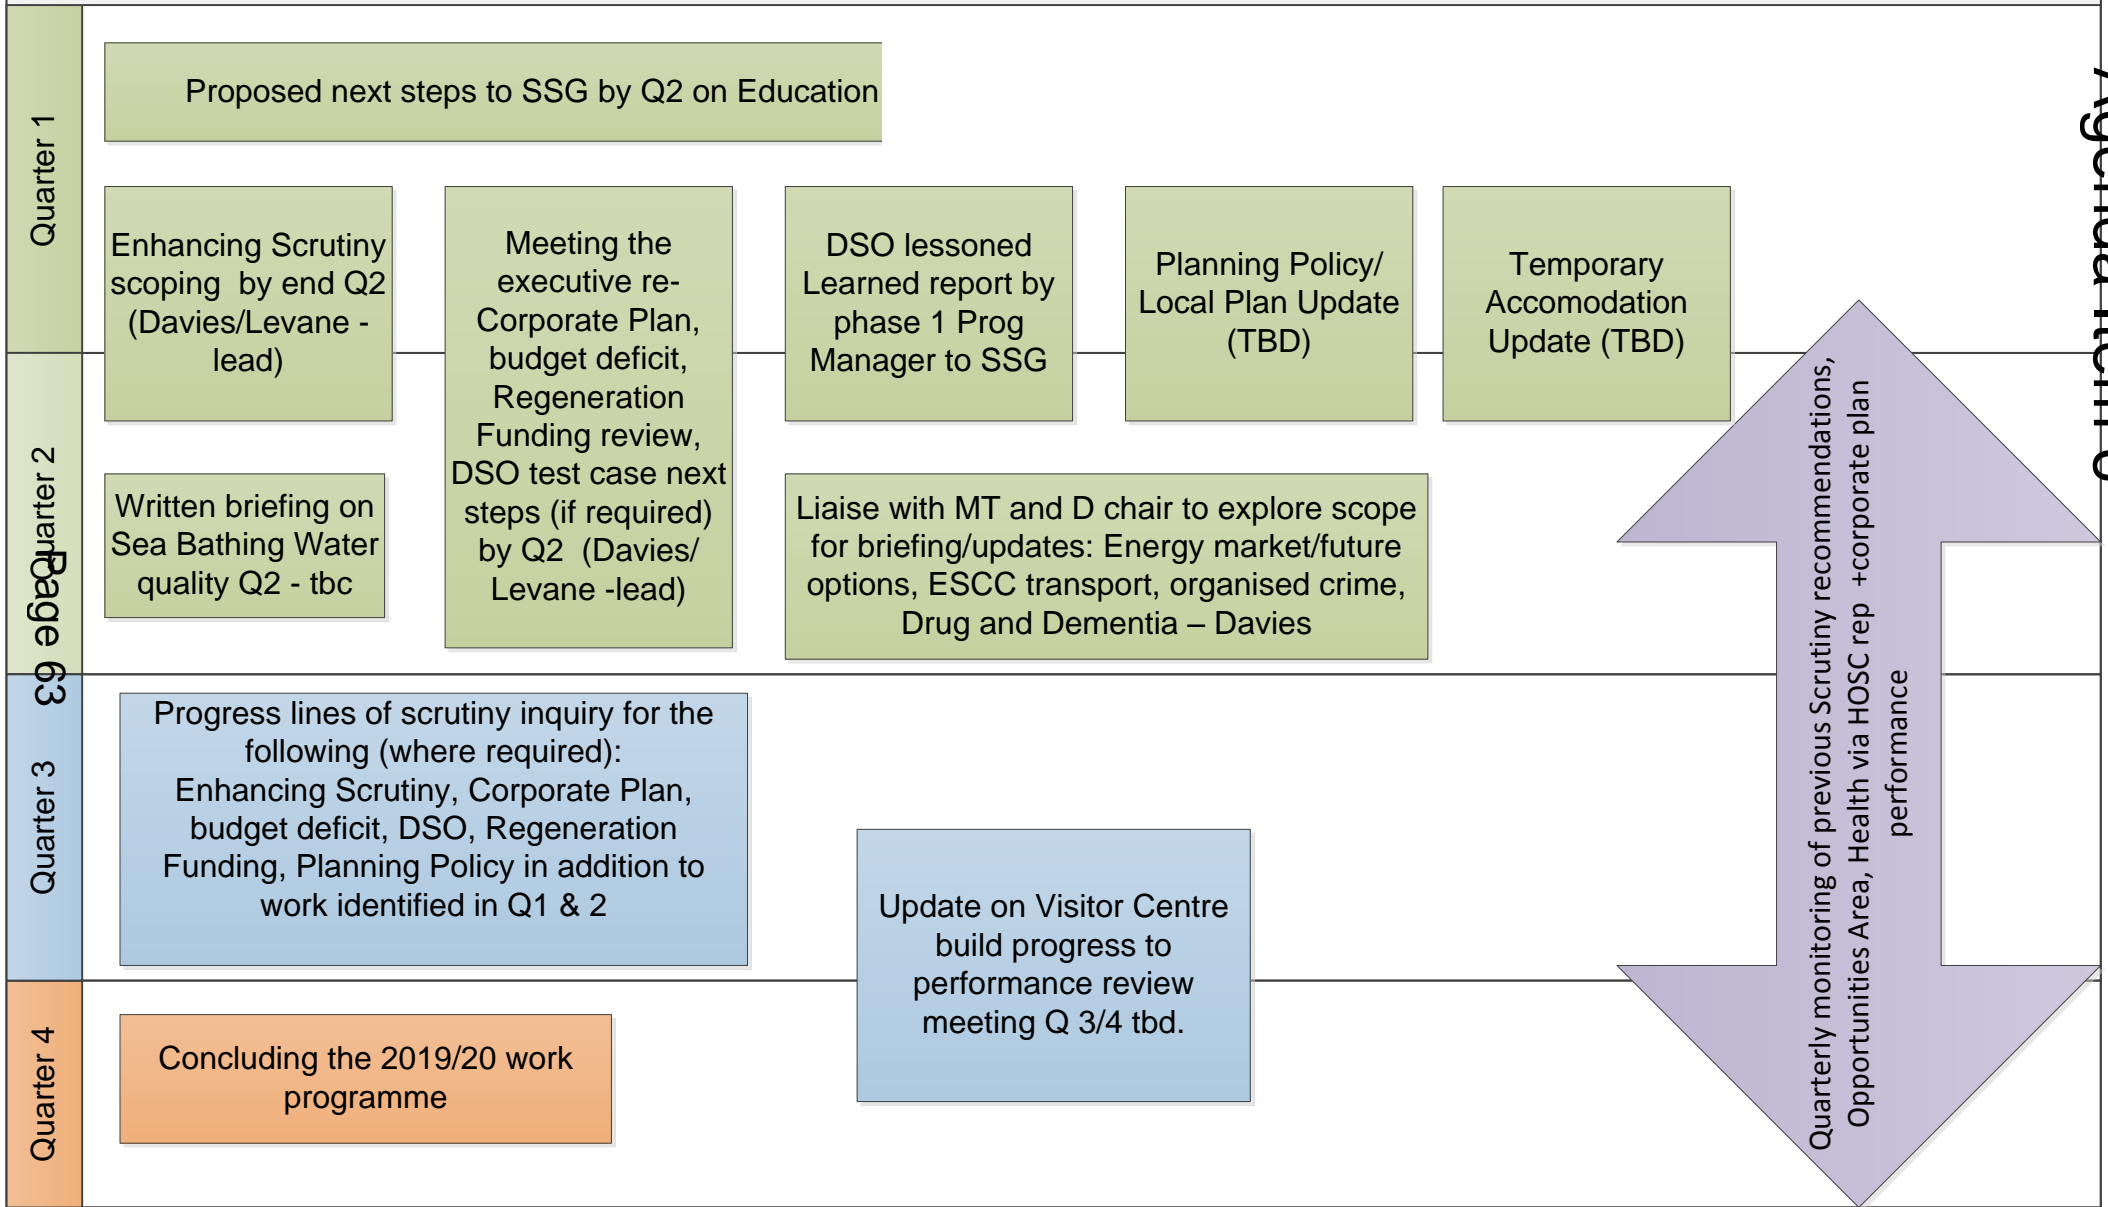 Quarter 1
Proposed next steps to SSG by Q2 on Education
Enhancing Scrutiny
scoping  by end Q2
(Davies/Levane -
lead)
Meeting the
executive re-
Corporate Plan,
budget deficit,
Regeneration
Funding review,
DSO test case next
steps (if required)
by Q2  (Davies/
Levane -lead)
DSO lessoned
Learned report by
phase 1 Prog
Manager to SSG
Planning Policy/
Local Plan Update
(TBD)
Temporary
Accomodation
Update (TBD)
Quarter 2
Page 63
Written briefing on
Sea Bathing Water
quality Q2 - tbc
Liaise with MT and D chair to explore scope
for briefing/updates: Energy market/future
options, ESCC transport, organised crime,
Drug and Dementia – Davies
Quarter 3
Progress lines of scrutiny inquiry for the
following (where required):
Enhancing Scrutiny, Corporate Plan,
budget deficit, DSO, Regeneration
Funding, Planning Policy in addition to
work identified in Q1 & 2
Update on Visitor Centre
build progress to
performance review
meeting Q 3/4 tbd.
Quarter 4
Concluding the 2019/20 work
programme
Quarterly monitoring of previous Scrutiny recommendations,
Opportunities Area, Health via HOSC rep  +corporate plan
performance
Agenda Item